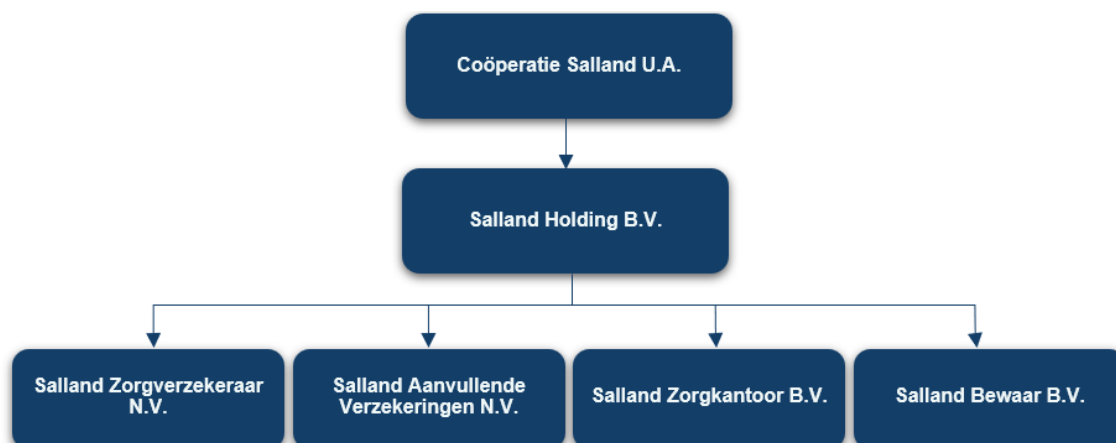 Coöperatie Salland U.A.
Salland Holding B.V.
Salland Zorgverzekeraar
N.V.
Salland Aanvullende
Verzekeringen N.V.
Salland Zorgkantoor B.V.
Salland Bewaar B.V.